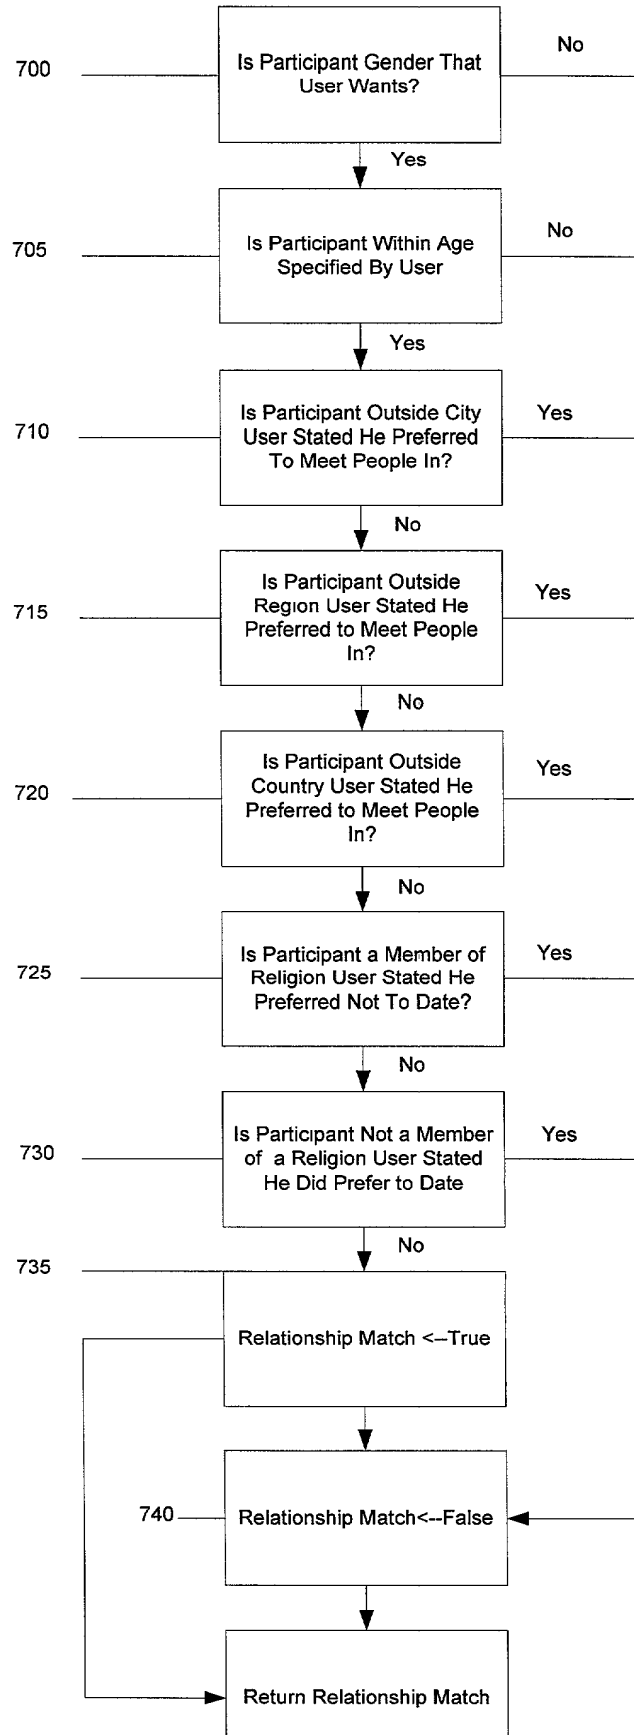 700
Is Participant Gender That
User Wants?
No
Yes
705
Is Participant Within Age
Specified By User
No
Yes
710
Is Participant Outside City
User Stated He Preferred
To Meet People In?
Yes
No
715
Is Participant Outside
Region User Stated He
Preferred to Meet People
In?
Yes
No
720
Is Participant Outside
Country User Stated He
Preferred to Meet People
In?
Yes
No
725
Is Participant a Member of
Religion User Stated He
Preferred Not To Date?
Yes
No
730
Is Participant Not a Member
of a Religion User Stated
He Did Prefer to Date
Yes
No
735
Relationship Match <--True
740
Relationship Match<--False
Return Relationship Match